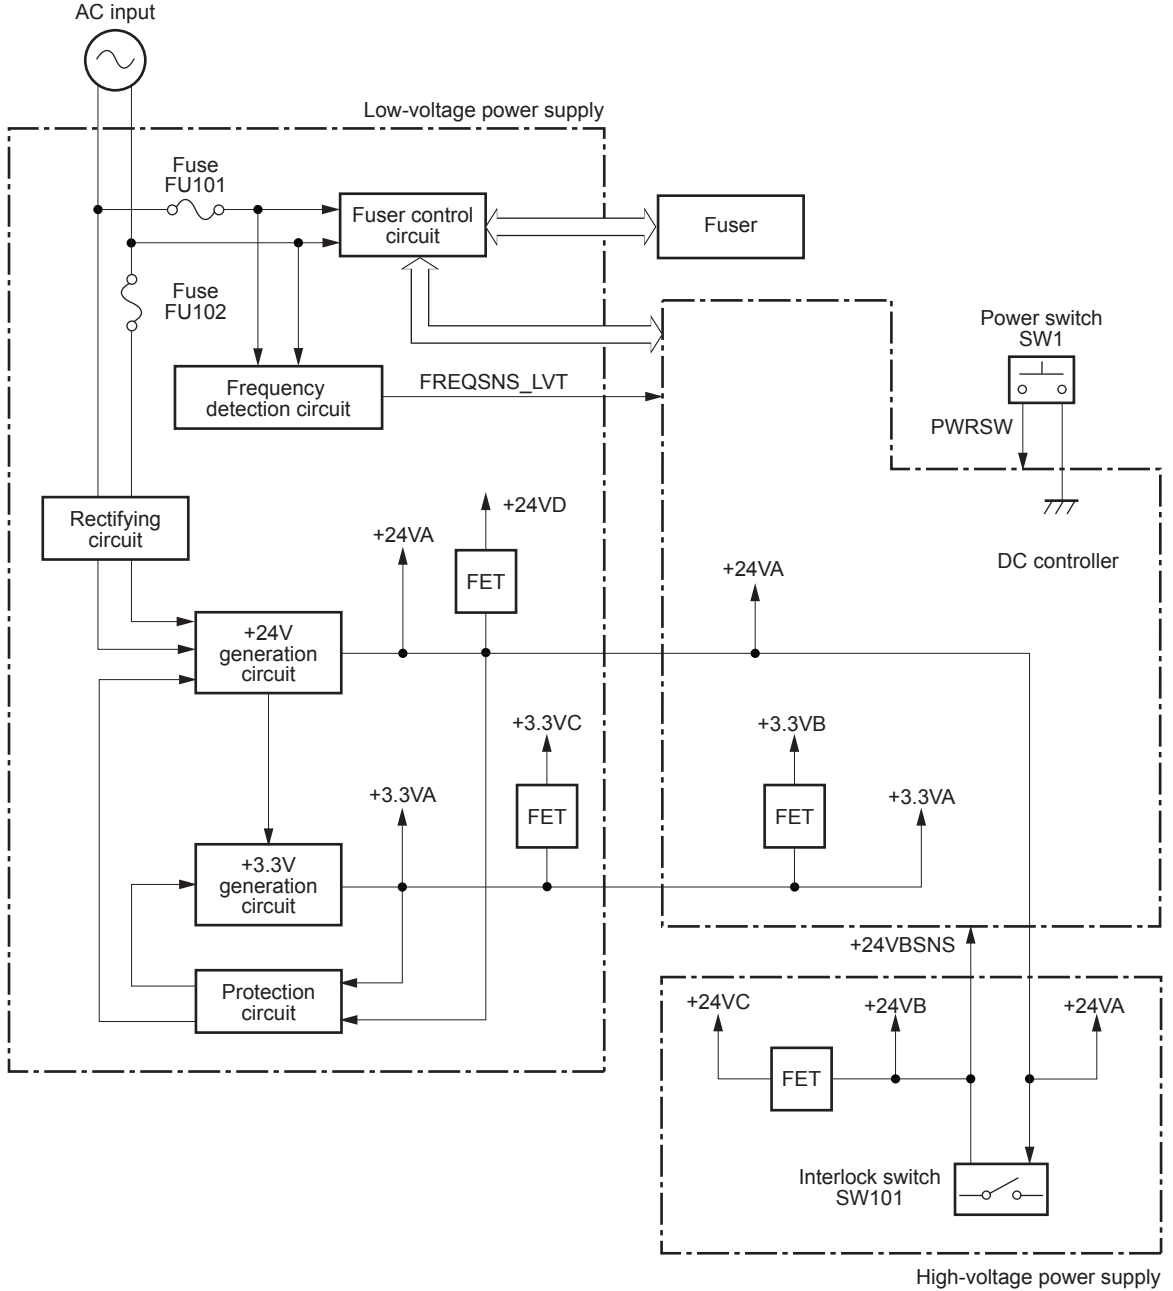 AC input
Low-voltage power supply
Fuse
FU101
Fuser control
circuit
Fuser
Fuse
FU102
Power switch
SW1
Frequency
detection circuit
FREQSNS_LVT
PWRSW
Rectifying
circuit
+24VD
+24VA
FET
+24VA
DC controller
+24V
generation
circuit
+3.3VC
+3.3VB
+3.3VA
FET
FET
+3.3VA
+3.3V
generation
circuit
+24VBSNS
Protection
circuit
+24VC
+24VB
+24VA
FET
Interlock switch
SW101
High-voltage power supply